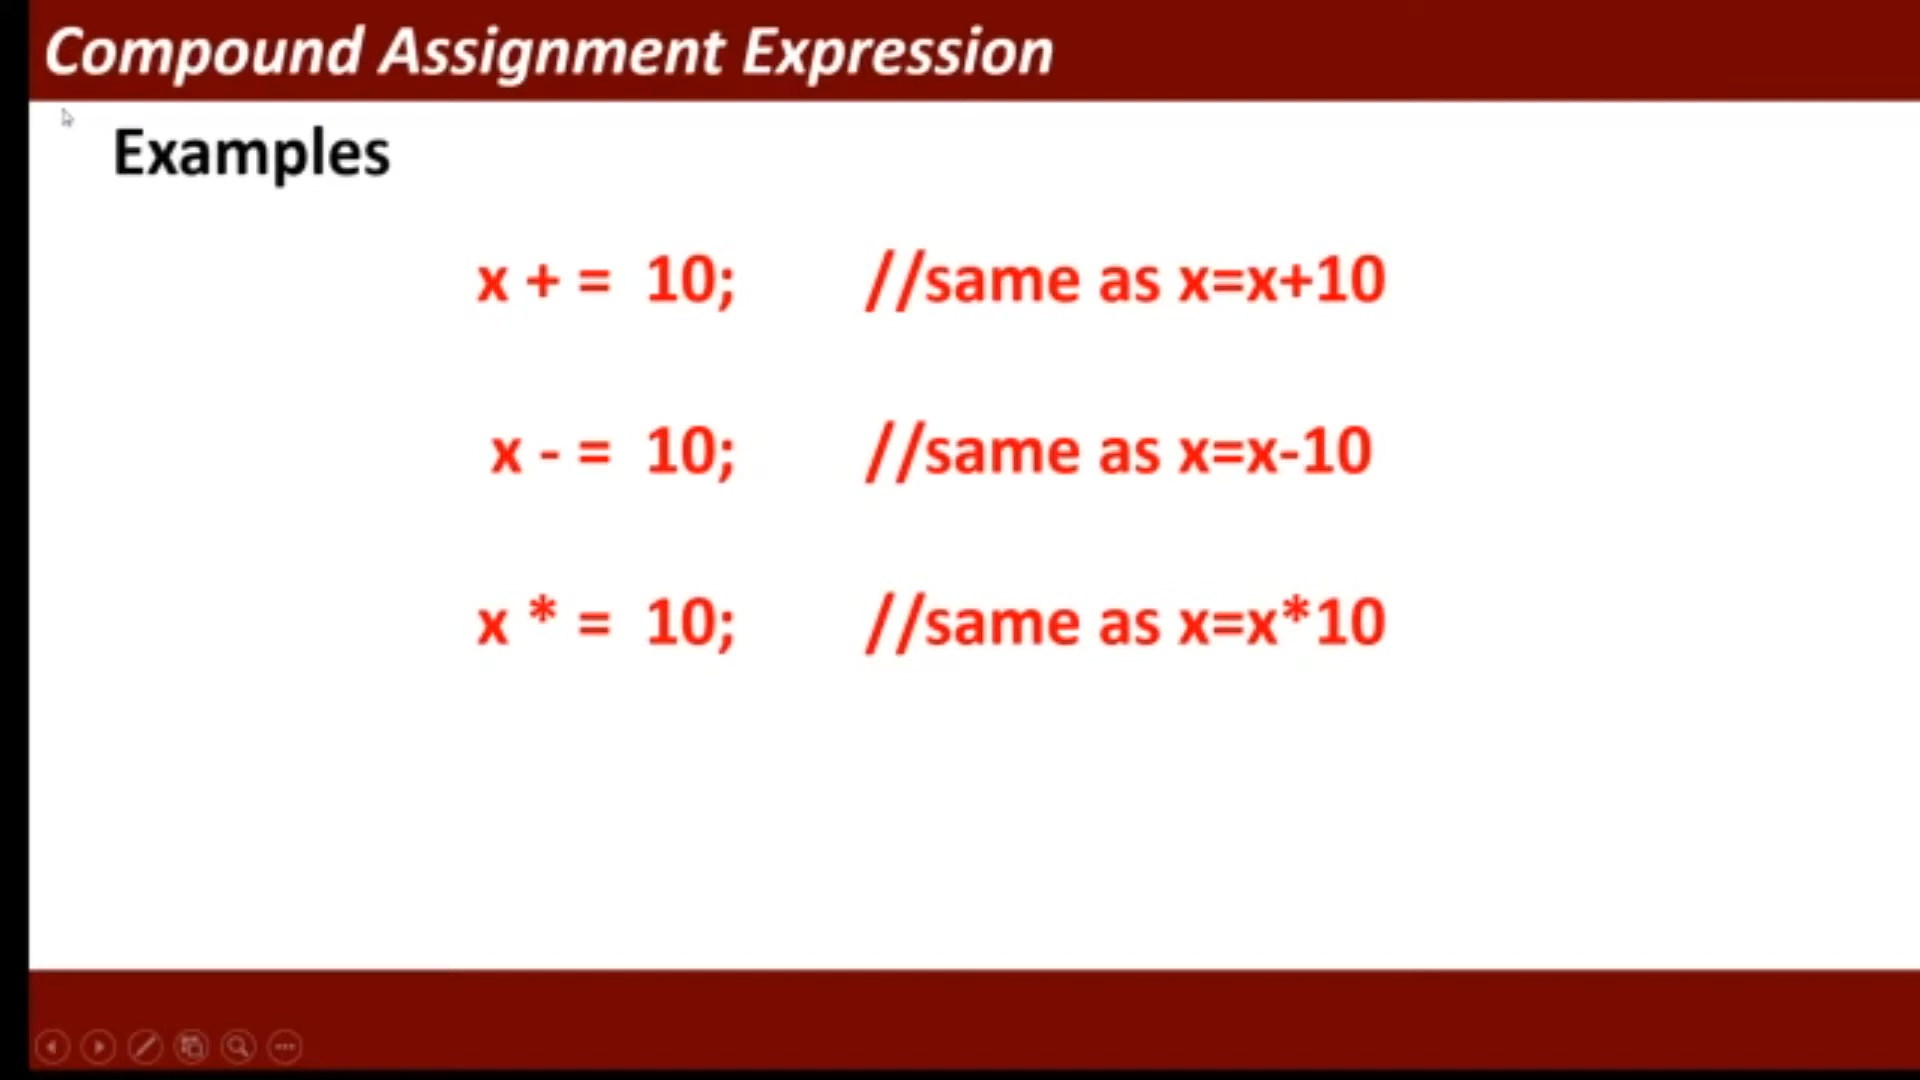 Compound Assignment Expression
Examples
x + = 10; //same as x=x+10
x - = 10; //same as x=x-10
x * = 10; //same as x=x*10